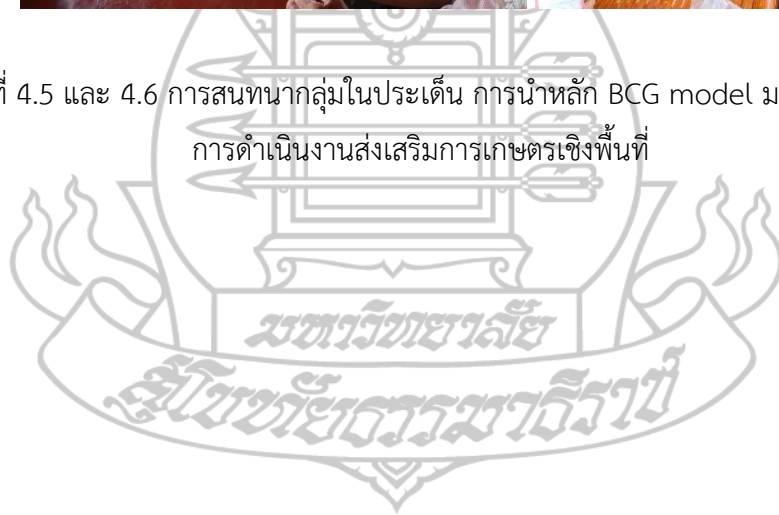 ที่ 4.5 และ 4.6 การสนทนากลุ่มในประเด็น การนำหลัก BCG model ม
การดำเนินงานส่งเสริมการเกษตรเชิงพื้นที่
มหาวิทยาลัย
สุโขทัยธรรมาธิราช